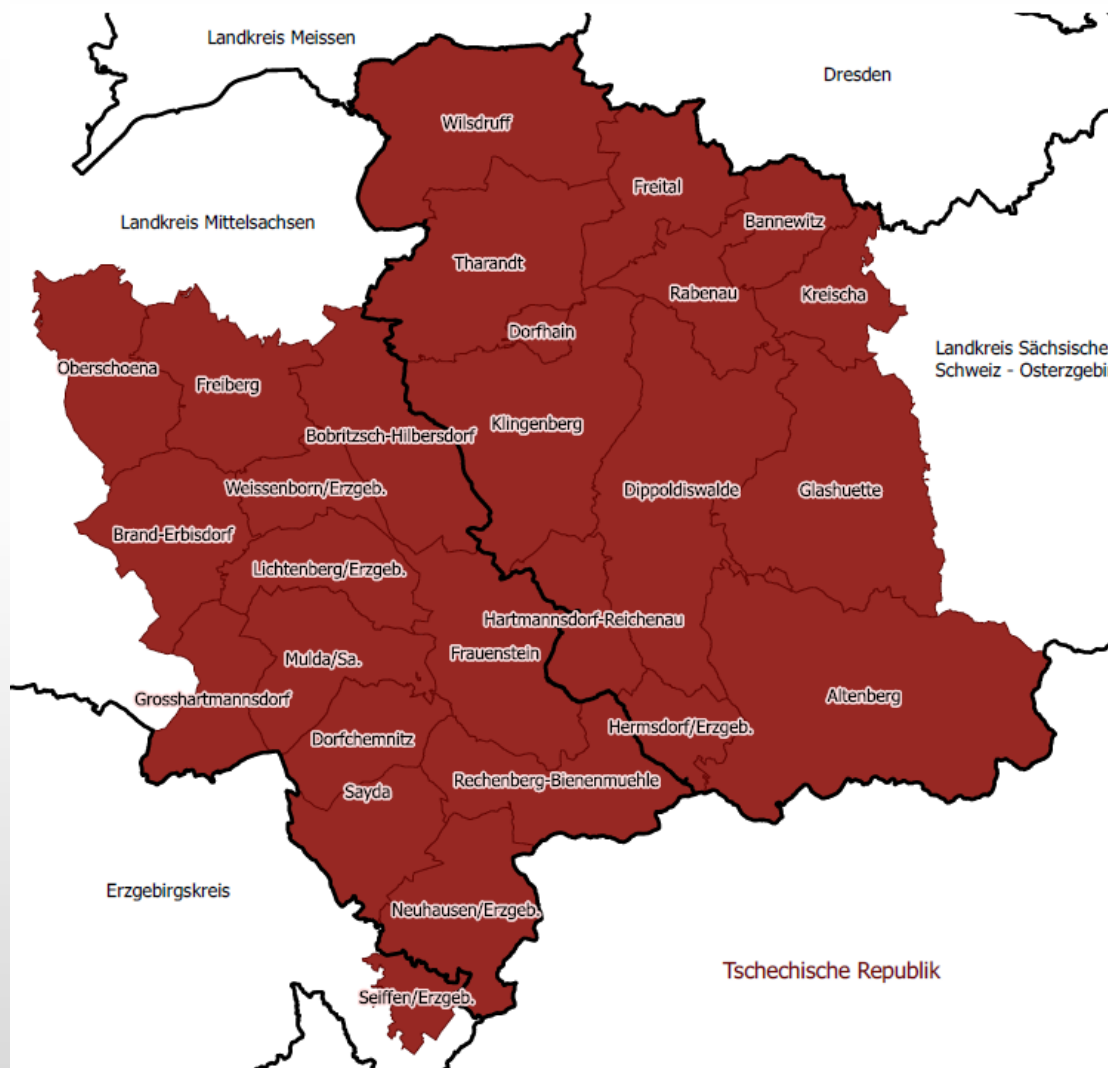 Landkreis Meissen
Dresden
Wilsdruff
Freital
Landkreis Mittelsachsen
Bannewitz
Tharandt
Rabenau
Kreischa
Dorfhain
Landkreis Sächsische
Schweiz - Osterzgebir
Oberschoena
Freiberg
Klingenberg
Bobritzsch-Hilbersdorf
Weissenborn/Erzgeb.
Dippoldiswalde
Glashuette
Brand-Erbisdorf
Lichtenberg/Erzgeb.
Hartmannsdorf-Reichenau
Mulda/Sa.
Frauenstein
Grosshartmannsdorf
Altenberg
Dorfchemnitz
Hermsdorf/Erzgeb.
Sayda
Rechenberg-Bienenmuehle
Erzgebirgskreis
Neuhausen/Erzgeb.
Tschechische Republik
Seiffen/Erzgeb.